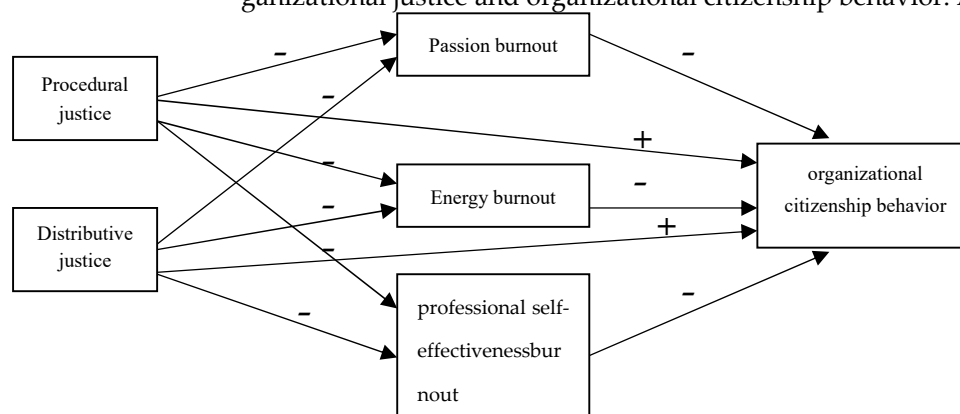 ganizational justice and organizational citizenship behavior.
Passion burnout
Procedural
justice
organizational
citizenship behavior
Energy burnout
Distributive
justice
professional self-
effectivenessbur
nout
-
-
-
+
-
-
-
+
-
-
-